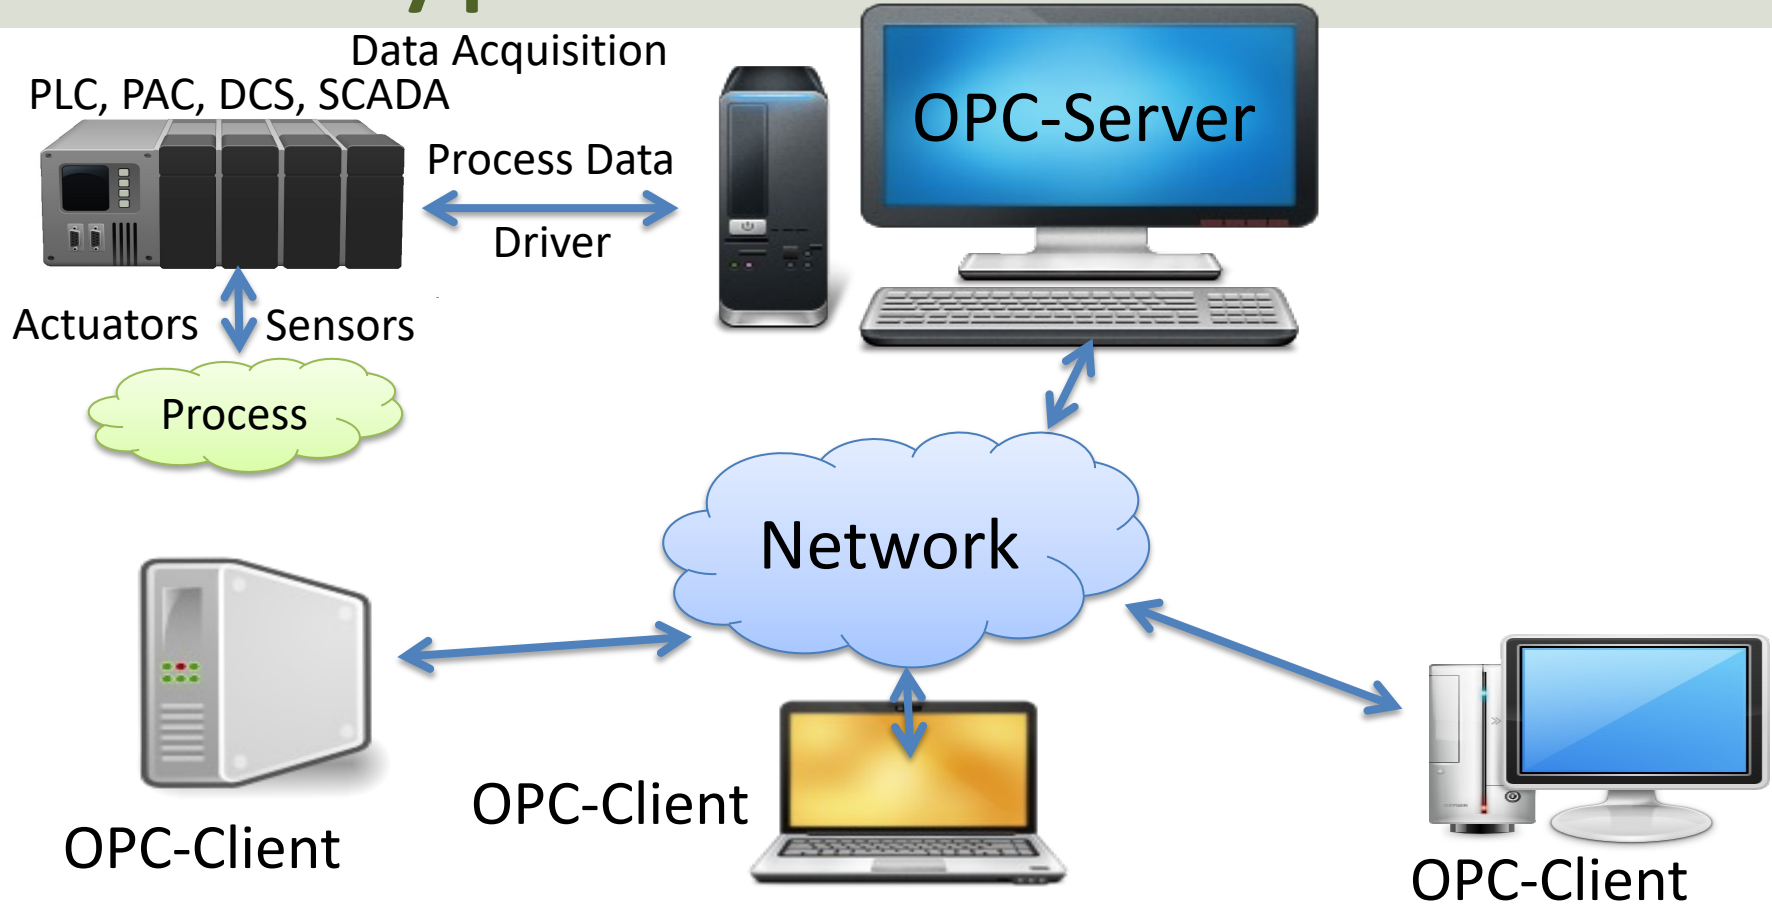 Data Acquisition
PLC, PAC, DCS, SCADA
OPC-Server
Process Data
Driver
Actuators
Sensors
Process
Network
OPC-Client
OPC-Client
OPC-Client